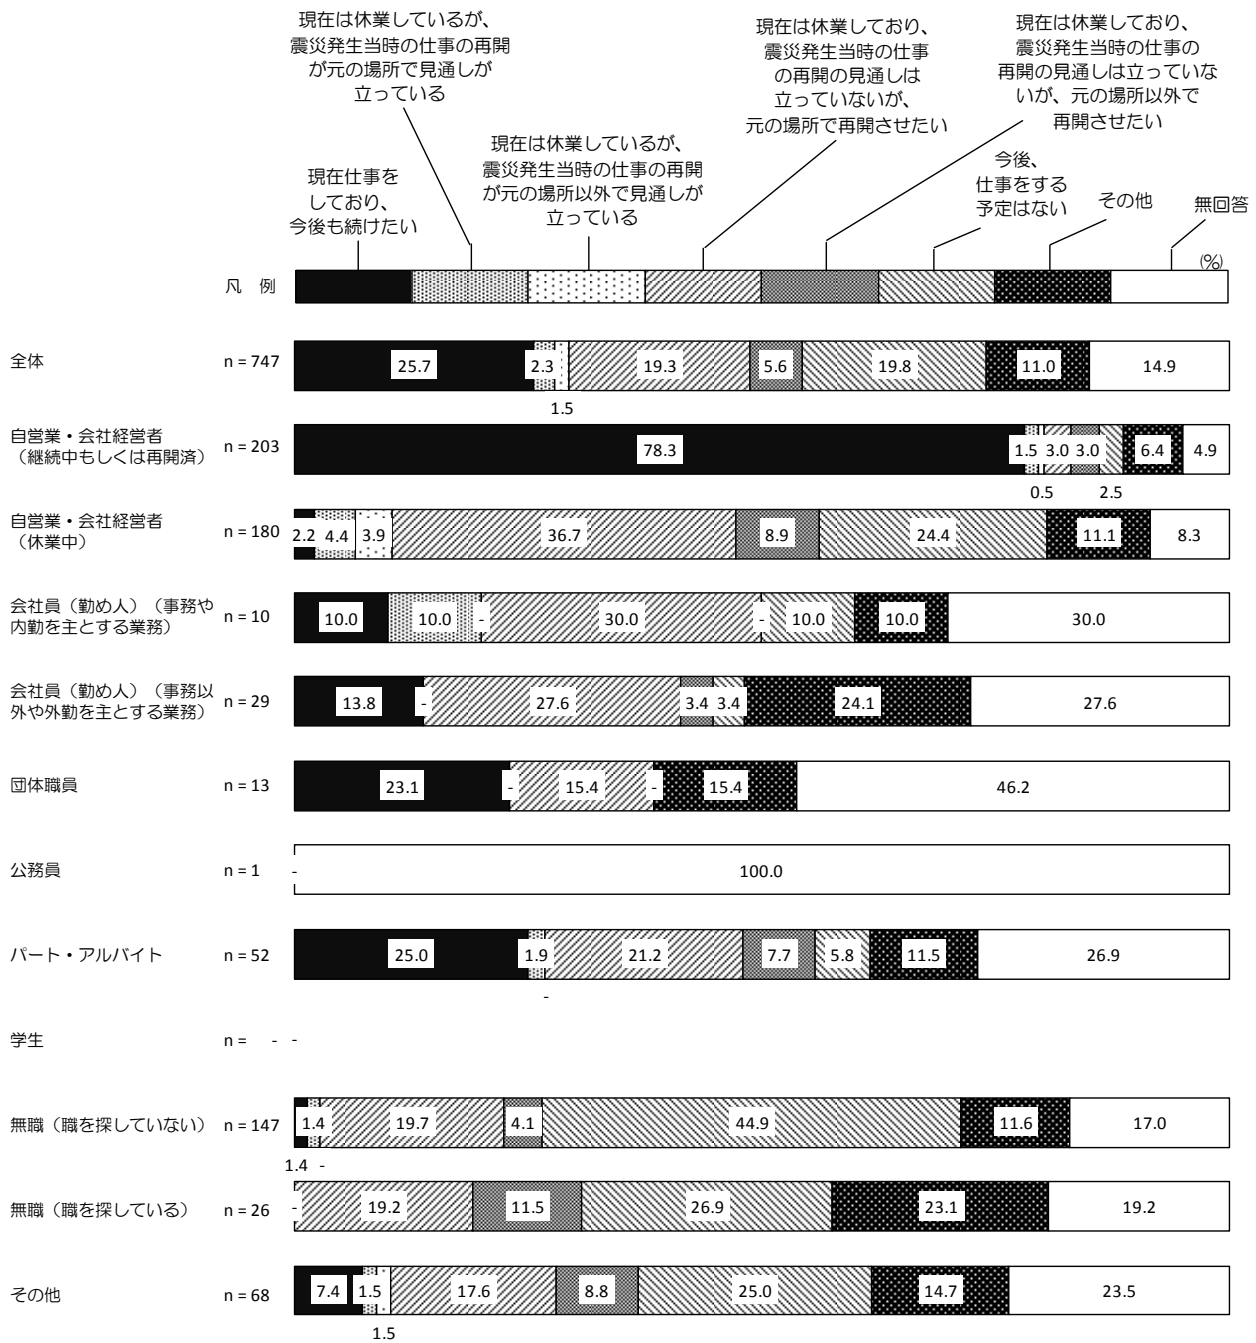 現在は休業しているが、
震災発生当時の仕事の再開
が元の場所で見通しが
立っている
現在は休業しており、
震災発生当時の仕事
の再開の見通しは
立っていないが、
元の場所で再開させたい
現在は休業しており、
震災発生当時の仕事の
再開の見通しは立っていな
いが、元の場所以外で
再開させたい
現在仕事を
しており、
今後も続けたい
現在は休業しているが、
震災発生当時の仕事の再開
が元の場所以外で見通しが
立っている
今後、
仕事をする
予定はない
その他
無回答
(%)
凡 例
全体 n = 747 25.7 2.3 19.3 5.6 19.8 11.0 14.9
1.5
自営業・会社経営者
（継続中もしくは再開済） n = 203 78.3 1.5 3.0 3.0 6.4 4.9
0.5 2.5
自営業・会社経営者
（休業中） n = 180 2.2 4.4 3.9 36.7 8.9 24.4 11.1 8.3
会社員（勤め人）（事務や
内勤を主とする業務） n = 10 10.0 10.0 - 30.0 - 10.0 10.0 30.0
会社員（勤め人）（事務以
外や外勤を主とする業務） n = 29 13.8 - 27.6 3.4 3.4 24.1 27.6
団体職員 n = 13 23.1 - 15.4 - 15.4 46.2
公務員 n = 1 - 100.0
パート・アルバイト n = 52 25.0 1.9 21.2 7.7 5.8 11.5 26.9
-
学生 n = - -
無職（職を探していない） n = 147 1.4 19.7 4.1 44.9 11.6 17.0
1.4 -
無職（職を探している） n = 26 - 19.2 11.5 26.9 23.1 19.2
その他 n = 68 7.4 1.5 17.6 8.8 25.0 14.7 23.5
1.5